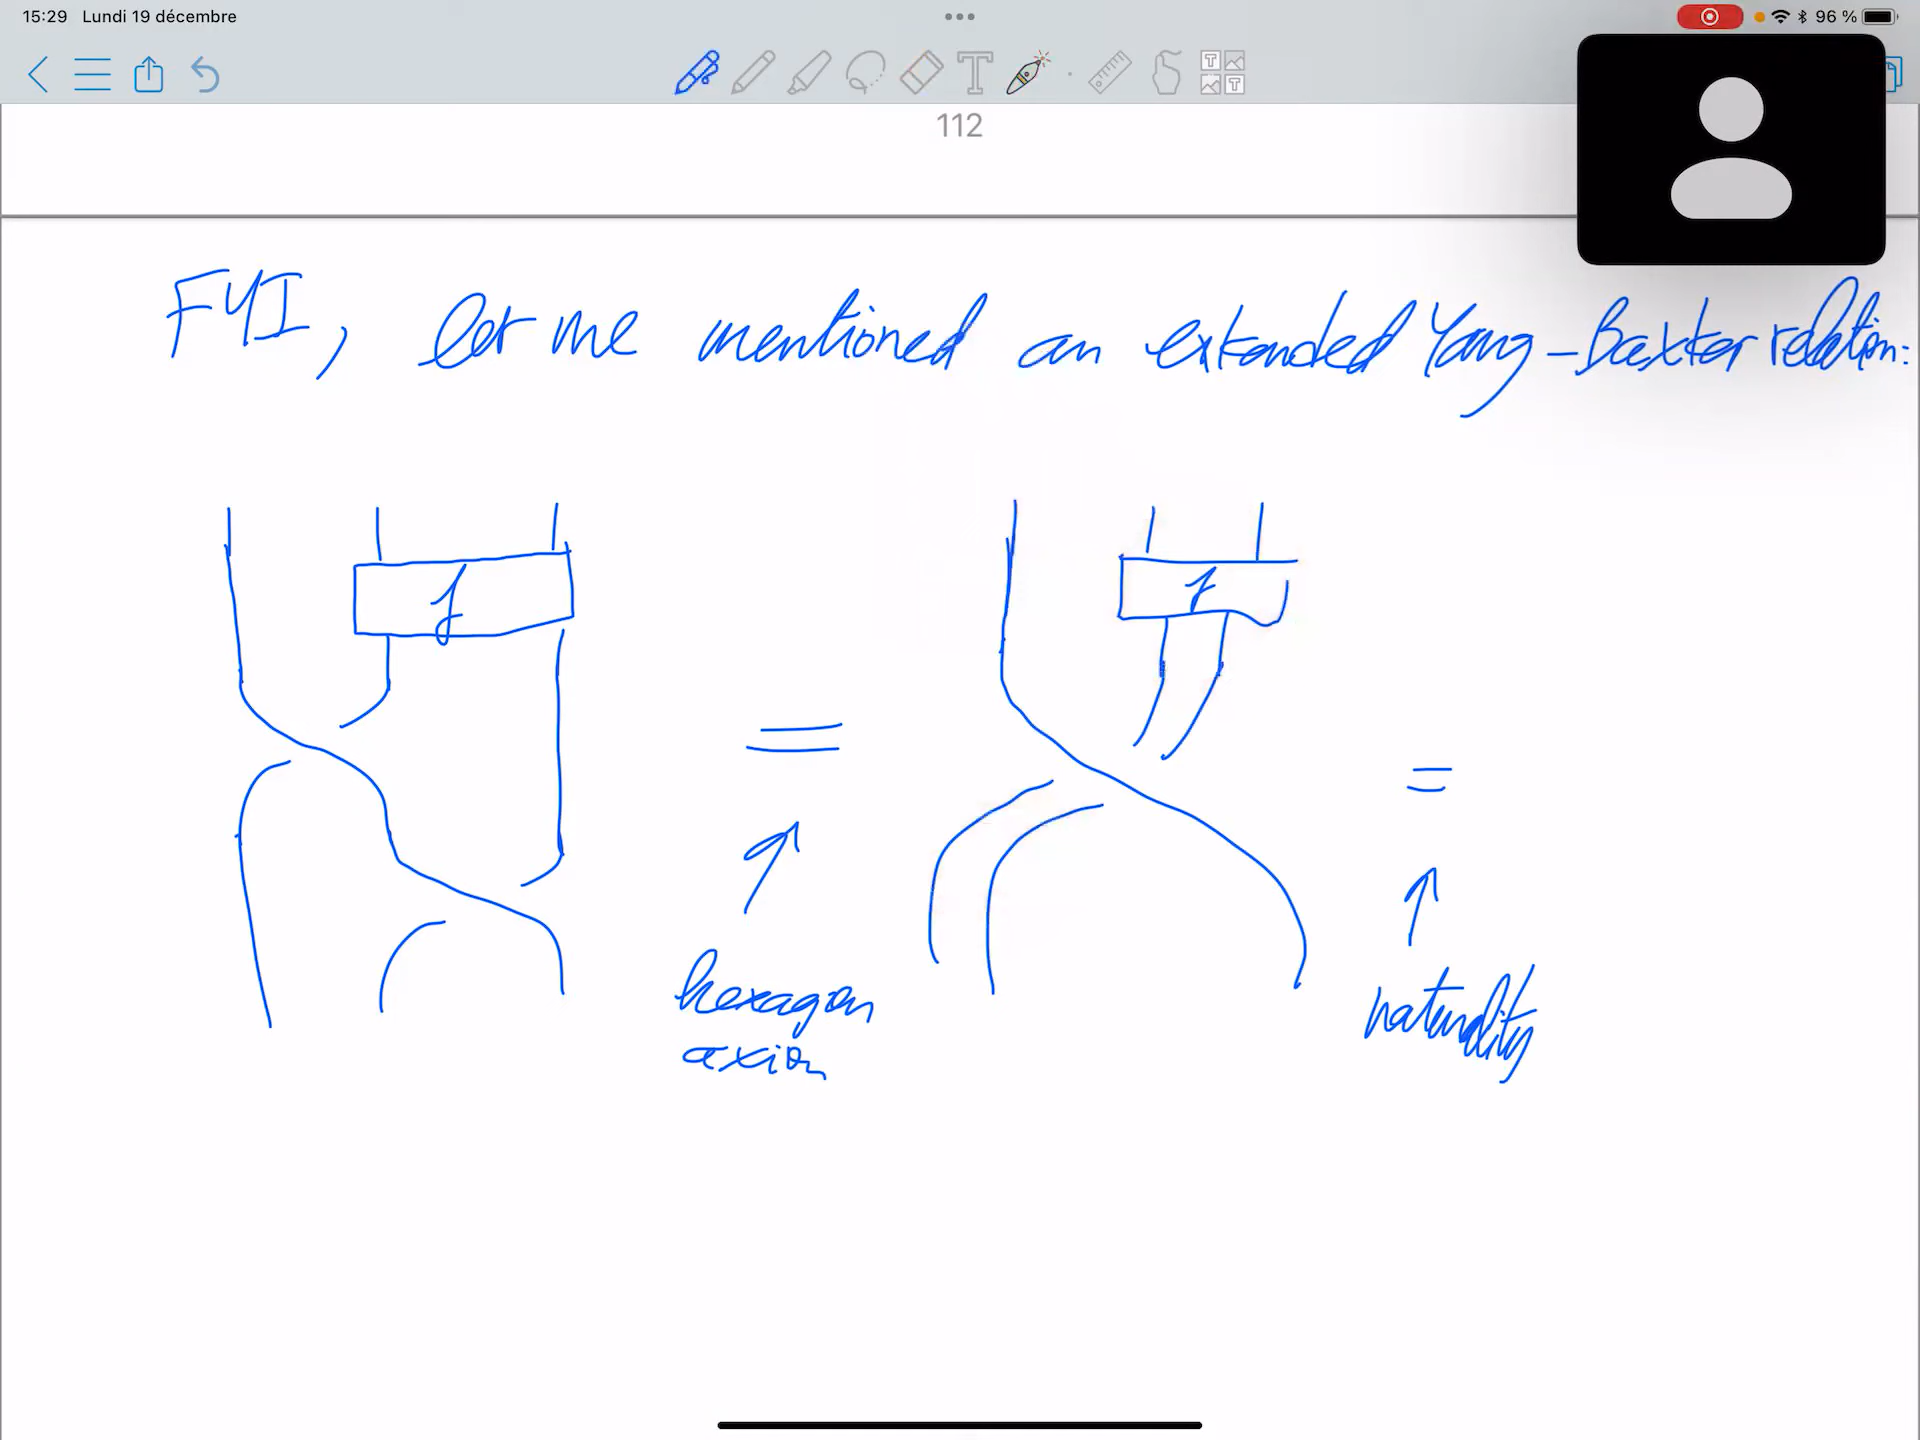 15:29 Lundi 19 décembre 96 %
112
FYI, let me mentioned an extended Yang-Baxter relation:
f f
= =
hexagon
axiom
naturality